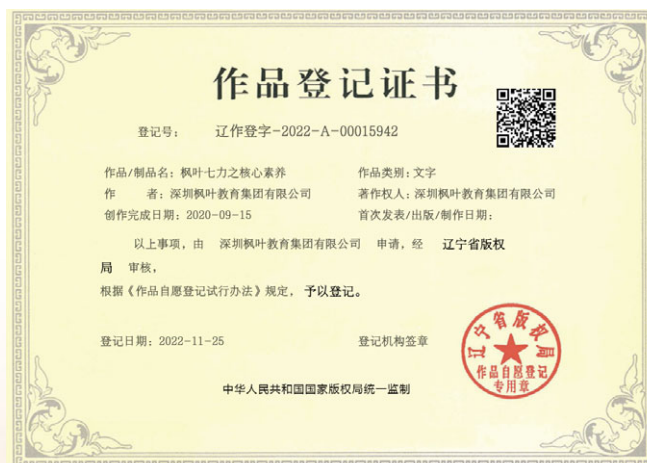 作品登记证书
登记号： 辽作登字-2022-A-00015942
作品/制品名：枫叶七力之核心素养 作品类别：文字
作 者：深圳枫叶教育集团有限公司 著作权人：深圳枫叶教育集团有限公司
创作完成日期：2020-09-15 首次发表/出版/制作日期：
以上事项，由 深圳枫叶教育集团有限公司 申请，经 辽宁省版权
局 审核，
根据《作品自愿登记试行办法》规定，予以登记。
登记日期：2022-11-25 登记机构签章
辽宁省版权局
作品自愿登记
专用章
中华人民共和国国家版权局统一监制